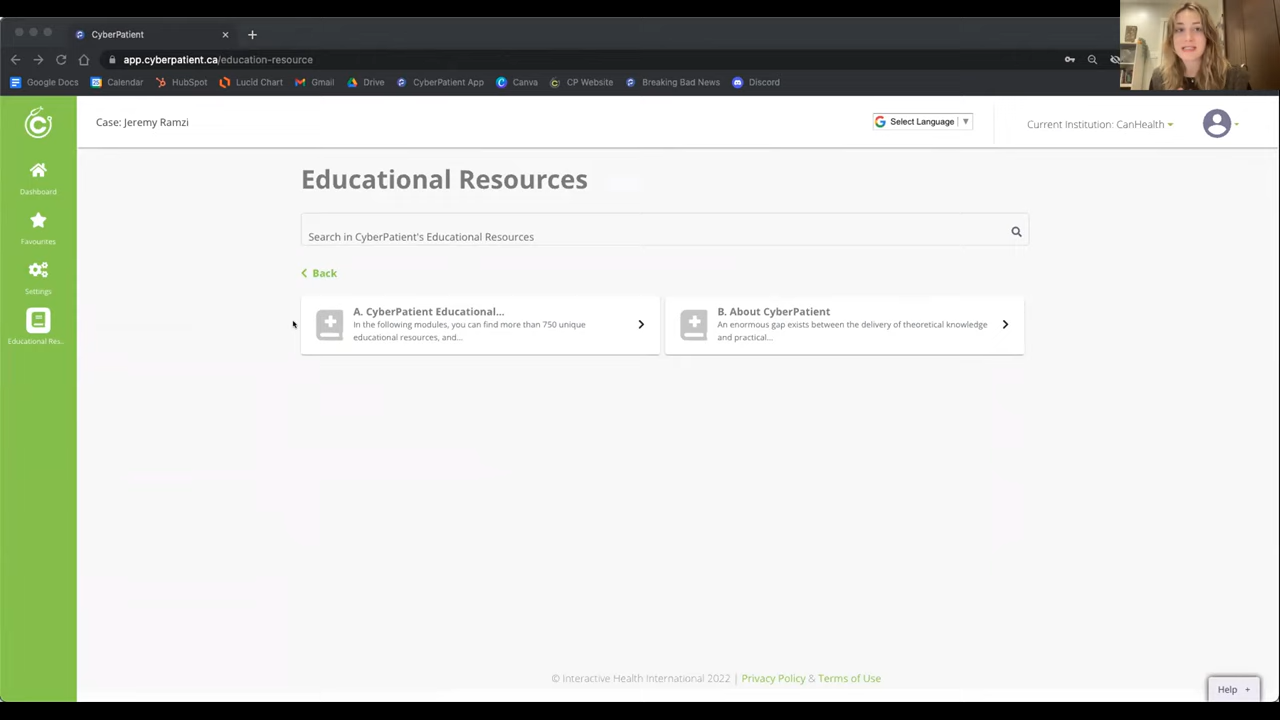 CyberPatient
app.cyberpatient.ca/education-resource
Google Docs Calendar HubSpot Lucid Chart Gmail Drive CyberPatient App Canva CP Website Breaking Bad News Discord
Case: Jeremy Ramzi
Select Language
Current Institution: CanHealth
Dashboard
Favourites
Settings
Educational Res...
Educational Resources
Search in CyberPatient's Educational Resources
Back
A. CyberPatient Educational...
In the following modules, you can find more than 750 unique
educational resources, and...
B. About CyberPatient
An enormous gap exists between the delivery of theoretical knowledge
and practical...
© Interactive Health International 2022 | Privacy Policy & Terms of Use
Help +